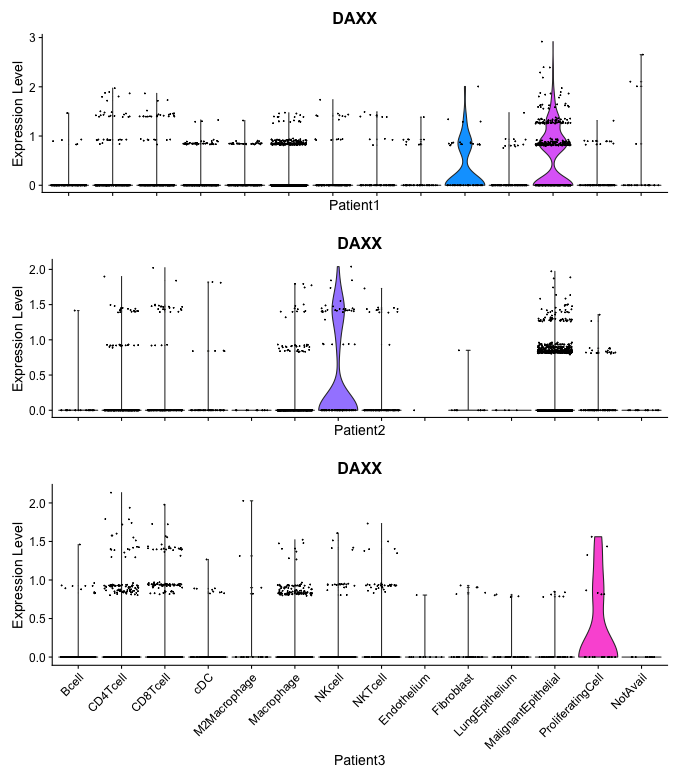 DAXX
Expression Level
3
2
1
0
Patient1
DAXX
Expression Level
2.0
1.5
1.0
0.5
0.0
Patient2
DAXX
Expression Level
2.0
1.5
1.0
0.5
0.0
Bcell
CD4Tcell
CD8Tcell
cDC
M2Macrophage
Macrophage
NKcell
NKTcell
Endothelium
Fibroblast
LungEpithelium
MalignantEpithelial
ProliferatingCell
NotAvail
Patient3